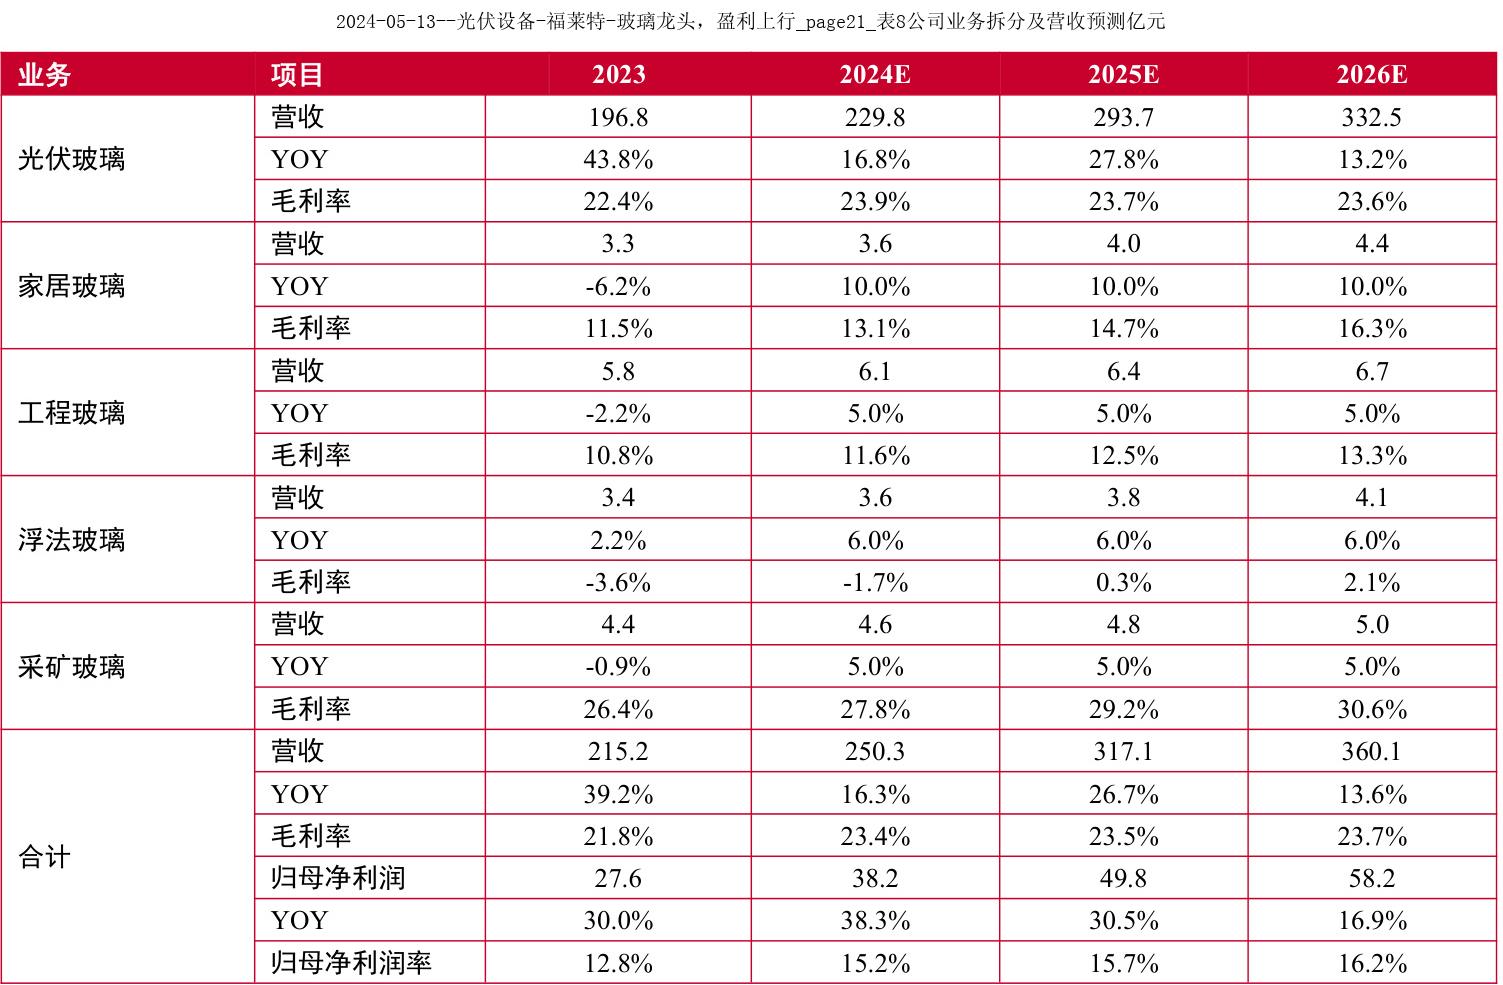 2024-05-13--光伏设备-福莱特-玻璃龙头，盈利上行_page21_表8公司业务拆分及营收预测亿元
业务 项目 2023 2024E 2025E 2026E
光伏玻璃 营收 196.8 229.8 293.7 332.5
YOY 43.8% 16.8% 27.8% 13.2%
毛利率 22.4% 23.9% 23.7% 23.6%
家居玻璃 营收 3.3 3.6 4.0 4.4
YOY -6.2% 10.0% 10.0% 10.0%
毛利率 11.5% 13.1% 14.7% 16.3%
工程玻璃 营收 5.8 6.1 6.4 6.7
YOY -2.2% 5.0% 5.0% 5.0%
毛利率 10.8% 11.6% 12.5% 13.3%
浮法玻璃 营收 3.4 3.6 3.8 4.1
YOY 2.2% 6.0% 6.0% 6.0%
毛利率 -3.6% -1.7% 0.3% 2.1%
采矿玻璃 营收 4.4 4.6 4.8 5.0
YOY -0.9% 5.0% 5.0% 5.0%
毛利率 26.4% 27.8% 29.2% 30.6%
合计 营收 215.2 250.3 317.1 360.1
YOY 39.2% 16.3% 26.7% 13.6%
毛利率 21.8% 23.4% 23.5% 23.7%
归母净利润 27.6 38.2 49.8 58.2
YOY 30.0% 38.3% 30.5% 16.9%
归母净利润率 12.8% 15.2% 15.7% 16.2%